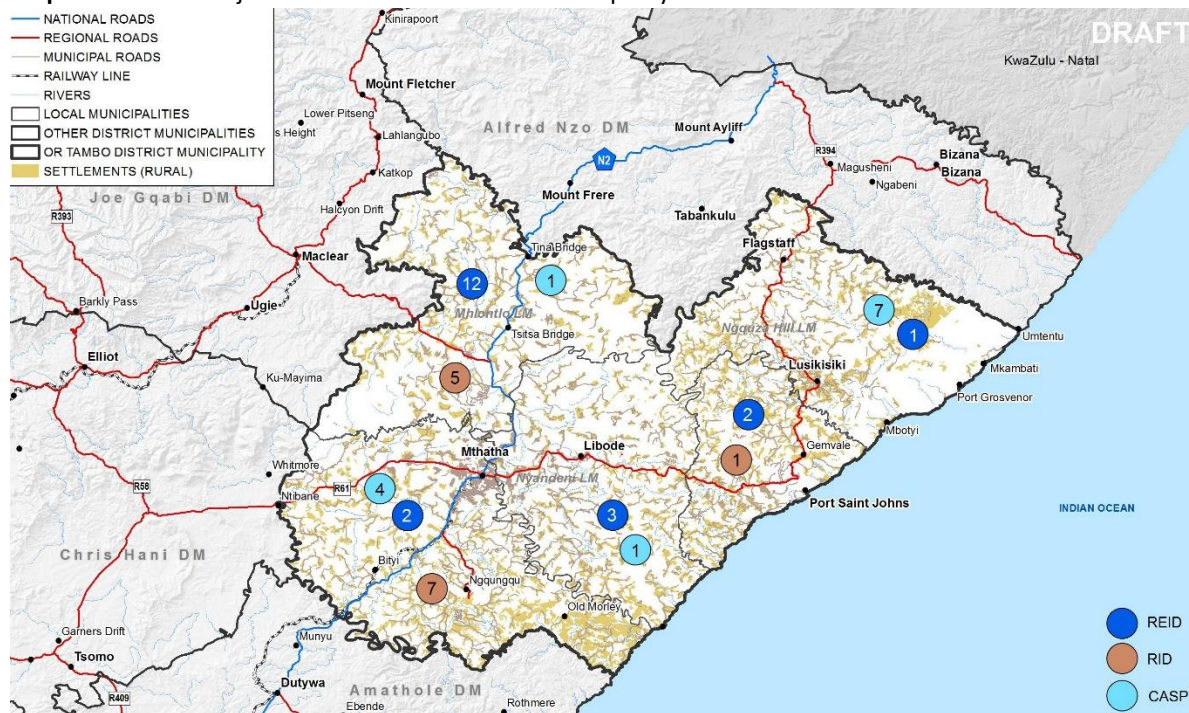 NATIONAL ROADS
REGIONAL ROADS
MUNICIPAL ROADS
RAILWAY LINE
RIVERS
LOCAL MUNICIPALITIES
OTHER DISTRICT MUNICIPALITIES
OR TAMBO DISTRICT MUNICIPALITY
SETTLEMENTS (RURAL)
DRAFT
KwaZulu - Natal
Kinirapoort
Mount Fletcher
Lower Pitseng
s Height
Lahlangubo
Katkop
Halcyon Drift
Alfred Nzo DM
Mount Ayliff
N2
Mount Frere
Tabankulu
R394
Magusheni
Ngabeni
Bizana
Bizana
Joe Gqabi DM
R393
Maclear
Barkly Pass
Ugie
Elliot
Ku-Mayima
Whitmore
Ntibane
R58
Chris Hani DM
Garners Drift
Tsomo
R409
Tina Bridge
12
1
Mhlontlo LM
Tsitsa Bridge
5
Flagstaff
7
1
Ngquza Hill LM
Lusikisiki
Umtentu
Mkambati
Port Grosvenor
Mbotyi
2
1
Gemvale
Port Saint Johns
Mthatha
Libode
Nyandeni LM
R61
4
2
3
1
Bityi
7
Ngqungqu
Old Morley
Munyu
Dutywa
Ebende
Amathole DM
Rothmere
INDIAN OCEAN
REID
RID
CASP